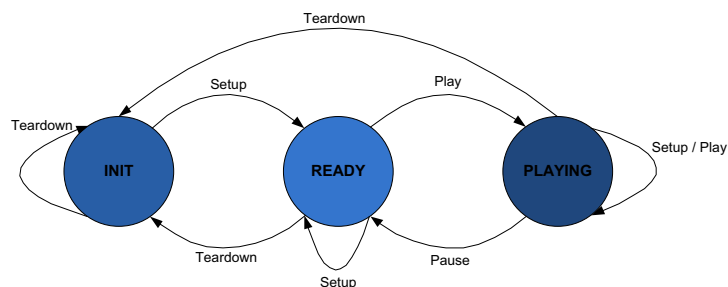 Teardown
Setup
Play
Teardown
Setup / Play
INIT
READY
PLAYING
Teardown
Pause
Setup